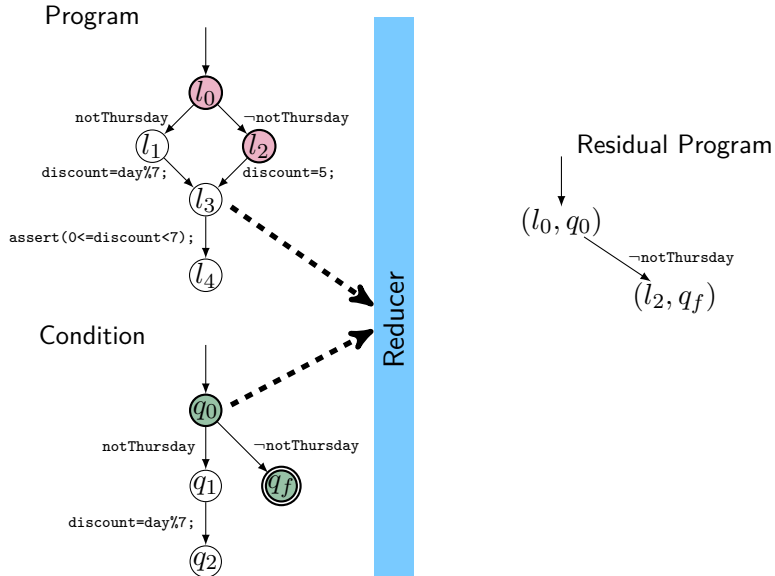 Program
l0
notThursday ¬notThursday
l1 l2
discount=day%7; discount=5;
l3
assert(0<=discount<7);
l4
Condition
q0
notThursday ¬notThursday
q1 qf
discount=day%7;
q2
Reducer
Residual Program
(l0, q0)
¬notThursday
(l2, qf)